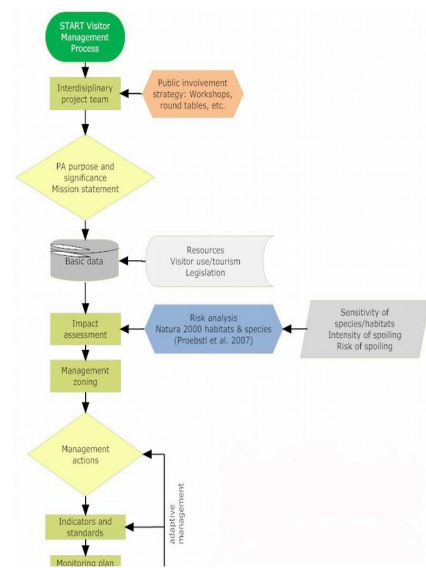 START Visitor
Management
Process
Interdisiplinary
project team
Public involvement
strategy: Workshops,
round tables, etc.
PA purpose and
significance
Mission statement
Basic data
Resources
Visitor use/tourism
Legislation
Impact
assessment
Risk analysis
Natura 2000 habitats & species
(Proebstl et al. 2007)
Sensitivity of
species/habitats
Intensity of spoiling
Risk of spoiling
Management
zoning
Management
actions
adaptive
management
Indicators and
standards
Monitoring plan